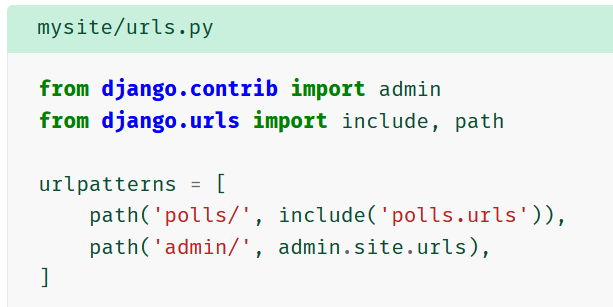 mysite/urls.py
from django.contrib import admin
from django.urls import include, path
urlpatterns = [
    path('polls/', include('polls.urls')),
    path('admin/', admin.site.urls),
]